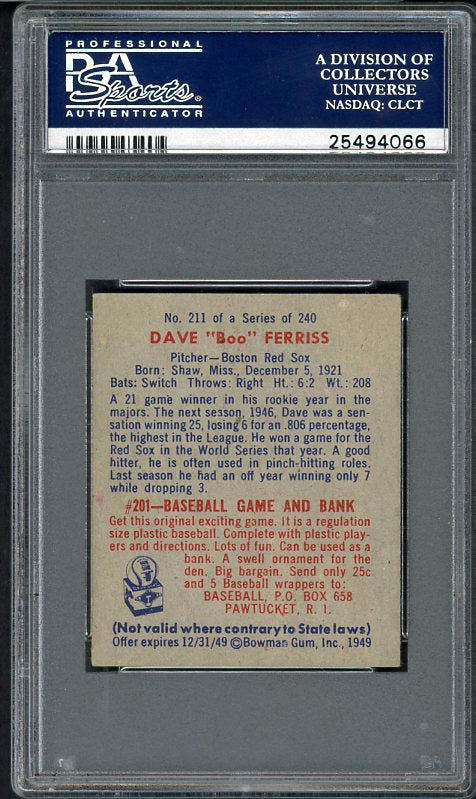 PROFESSIONAL
PSA
Sports
AUTHENTICATOR
A DIVISION OF
COLLECTORS
UNIVERSE
NASDAQ: CLCT
25494066
No. 211 of a Series of 240
DAVE "Boo" FERRISS
Pitcher—Boston Red Sox
Born: Shaw, Miss., December 5, 1921
Bats: Switch Throws: Right Ht.: 6:2 Wt.: 208
A 21 game winner in his rookie year in the
majors. The next season, 1946, Dave was a sen-
sation winning 25, losing 6 for an .806 percentage,
the highest in the League. He won a game for the
Red Sox in the World Series that year. A good
hitter, he is often used in pinch-hitting roles.
Last season he had an off year winning only 7
while dropping 3.
#201—BASEBALL GAME AND BANK
Get this original exciting game. It is a regulation
size plastic baseball. Complete with plastic play-
ers and directions. Lots of fun. Can be used as a
bank. A swell ornament for the
den. Big bargain. Send only 25c
and 5 Baseball wrappers to:
BASEBALL, P.O. BOX 658
PAWTUCKET, R. I.
(Not valid where contrary to State laws)
Offer expires 12/31/49 ©Bowman Gum, Inc., 1949